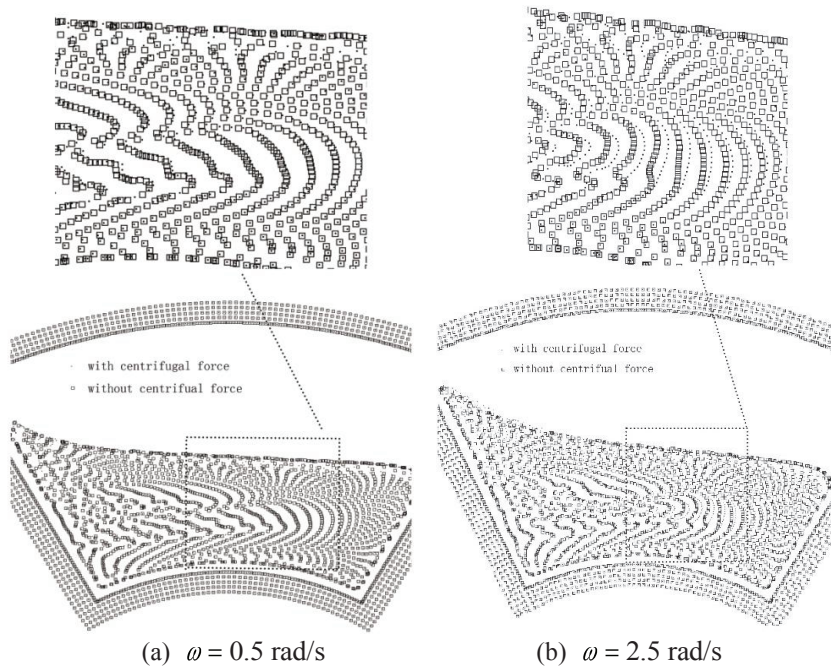 · with centrifugal force
□ without centrifual force
· with centrifugal force
without centrifual force
(a) ω = 0.5 rad/s
(b) ω = 2.5 rad/s